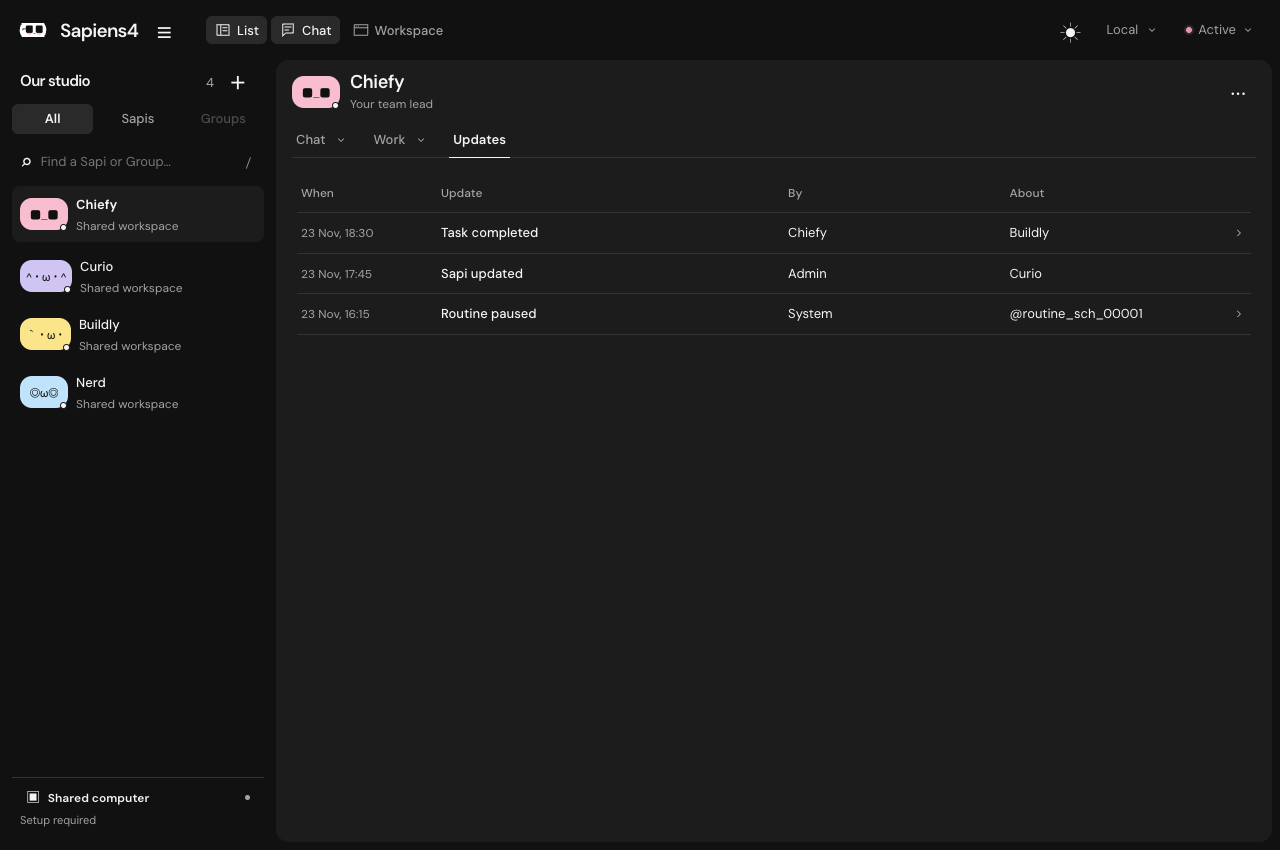 Sapiens4
List
Chat
Workspace
Local
Active
Our studio
4
All
Sapis
Groups
Find a Sapi or Group...
/
Chiefy
Shared workspace
^・ω・^
Curio
Shared workspace
`・ω・
Buildly
Shared workspace
◎ω◎
Nerd
Shared workspace
Shared computer
Setup required
Chiefy
Your team lead
Chat
Work
Updates
When Update By About
23 Nov, 18:30 Task completed Chiefy Buildly
23 Nov, 17:45 Sapi updated Admin Curio
23 Nov, 16:15 Routine paused System @routine_sch_00001